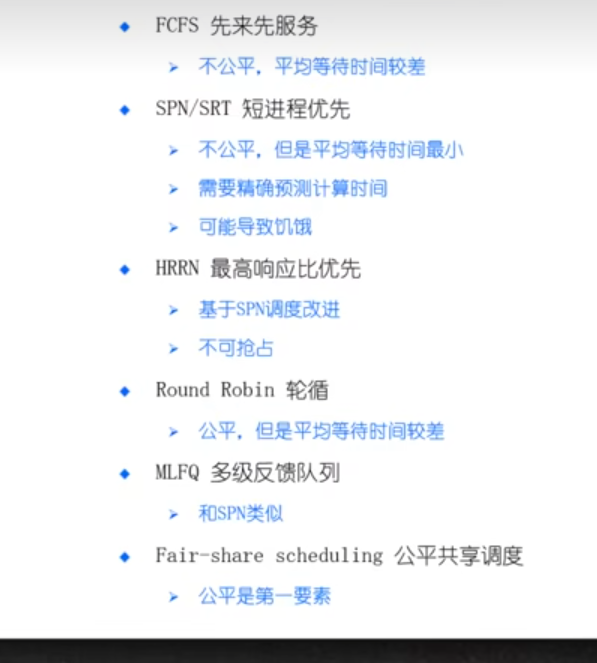 FCFS 先来先服务
不公平，平均等待时间较差
SPN/SRT 短进程优先
不公平，但是平均等待时间最小
需要精确预测计算时间
可能导致饥饿
HRRN 最高响应比优先
基于SPN调度改进
不可抢占
Round Robin 轮循
公平，但是平均等待时间较差
MLFQ 多级反馈队列
和SPN类似
Fair-share scheduling 公平共享调度
公平是第一要素